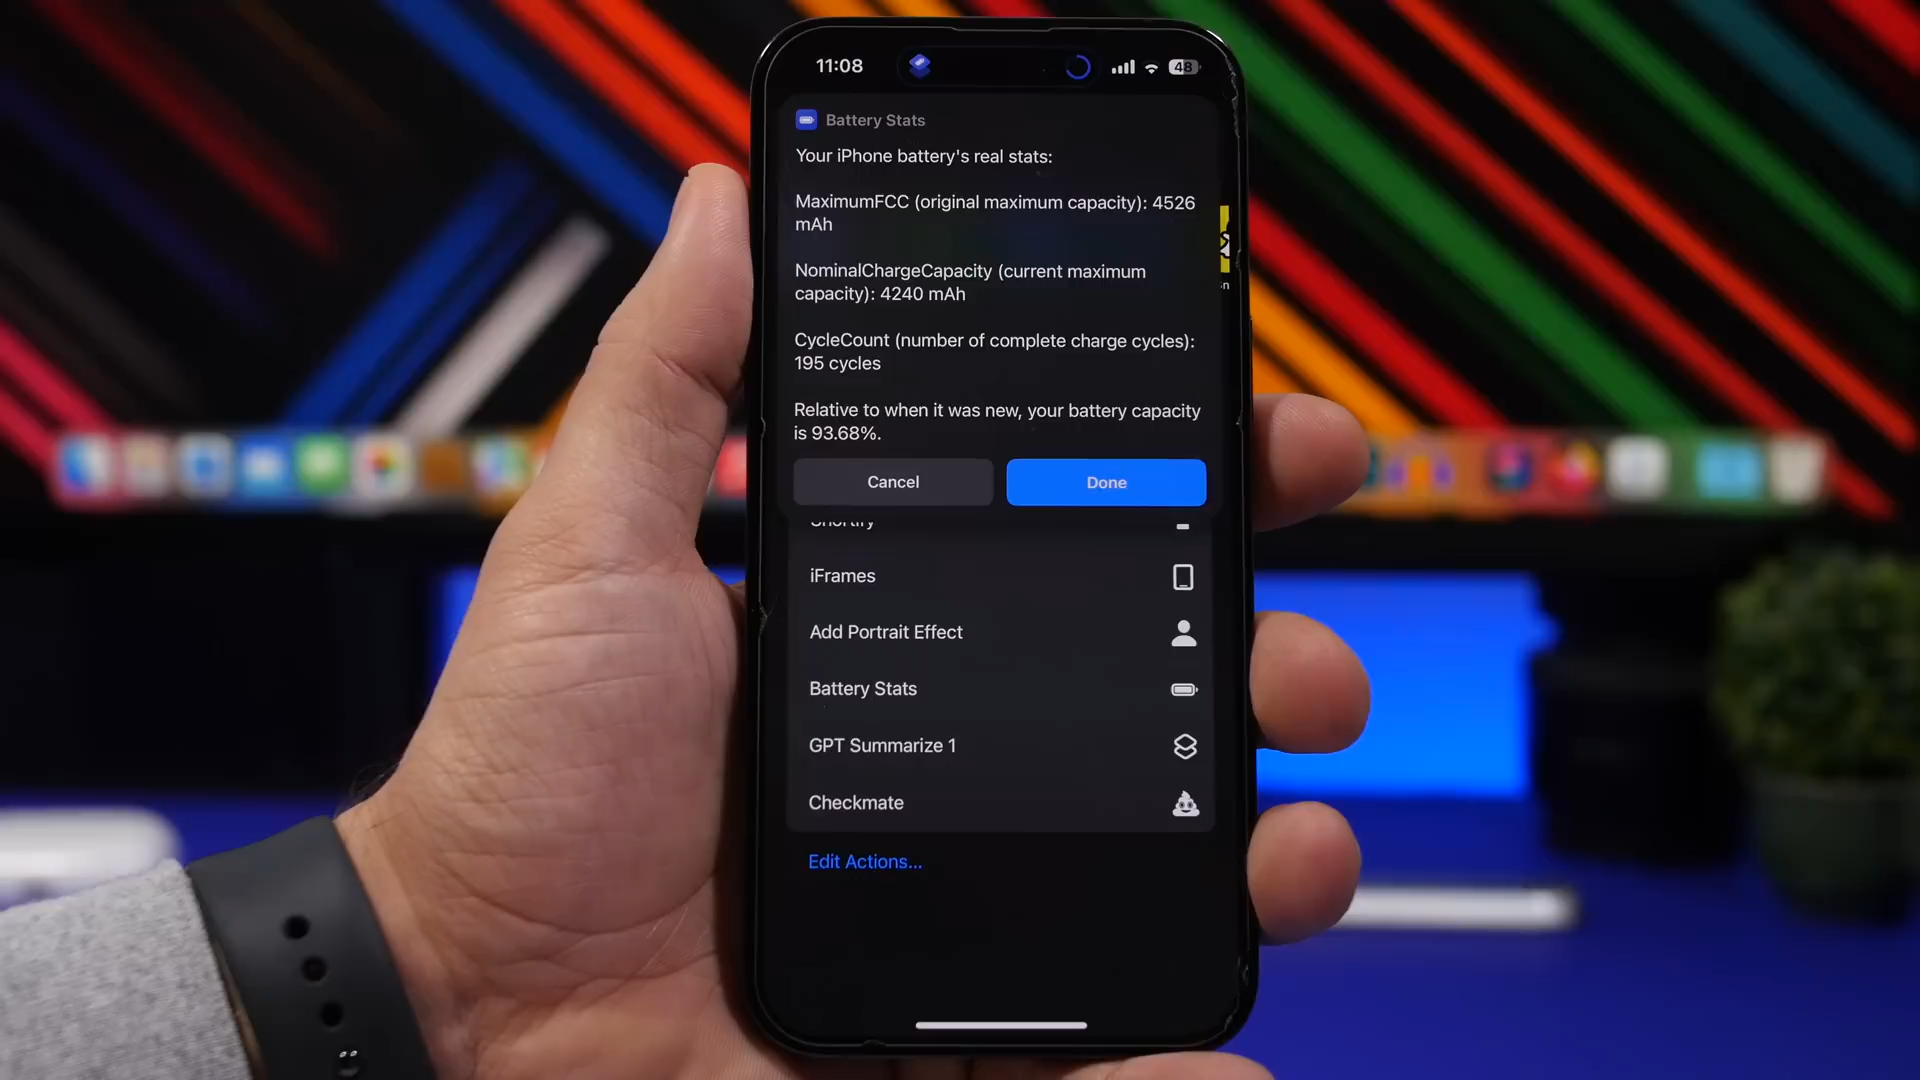 11:08
48
Battery Stats
Your iPhone battery's real stats:
MaximumFCC (original maximum capacity): 4526
mAh
NominalChargeCapacity (current maximum
capacity): 4240 mAh
CycleCount (number of complete charge cycles):
195 cycles
Relative to when it was new, your battery capacity
is 93.68%.
Cancel
Done
Shortify
iFrames
Add Portrait Effect
Battery Stats
GPT Summarize 1
Checkmate
Edit Actions...